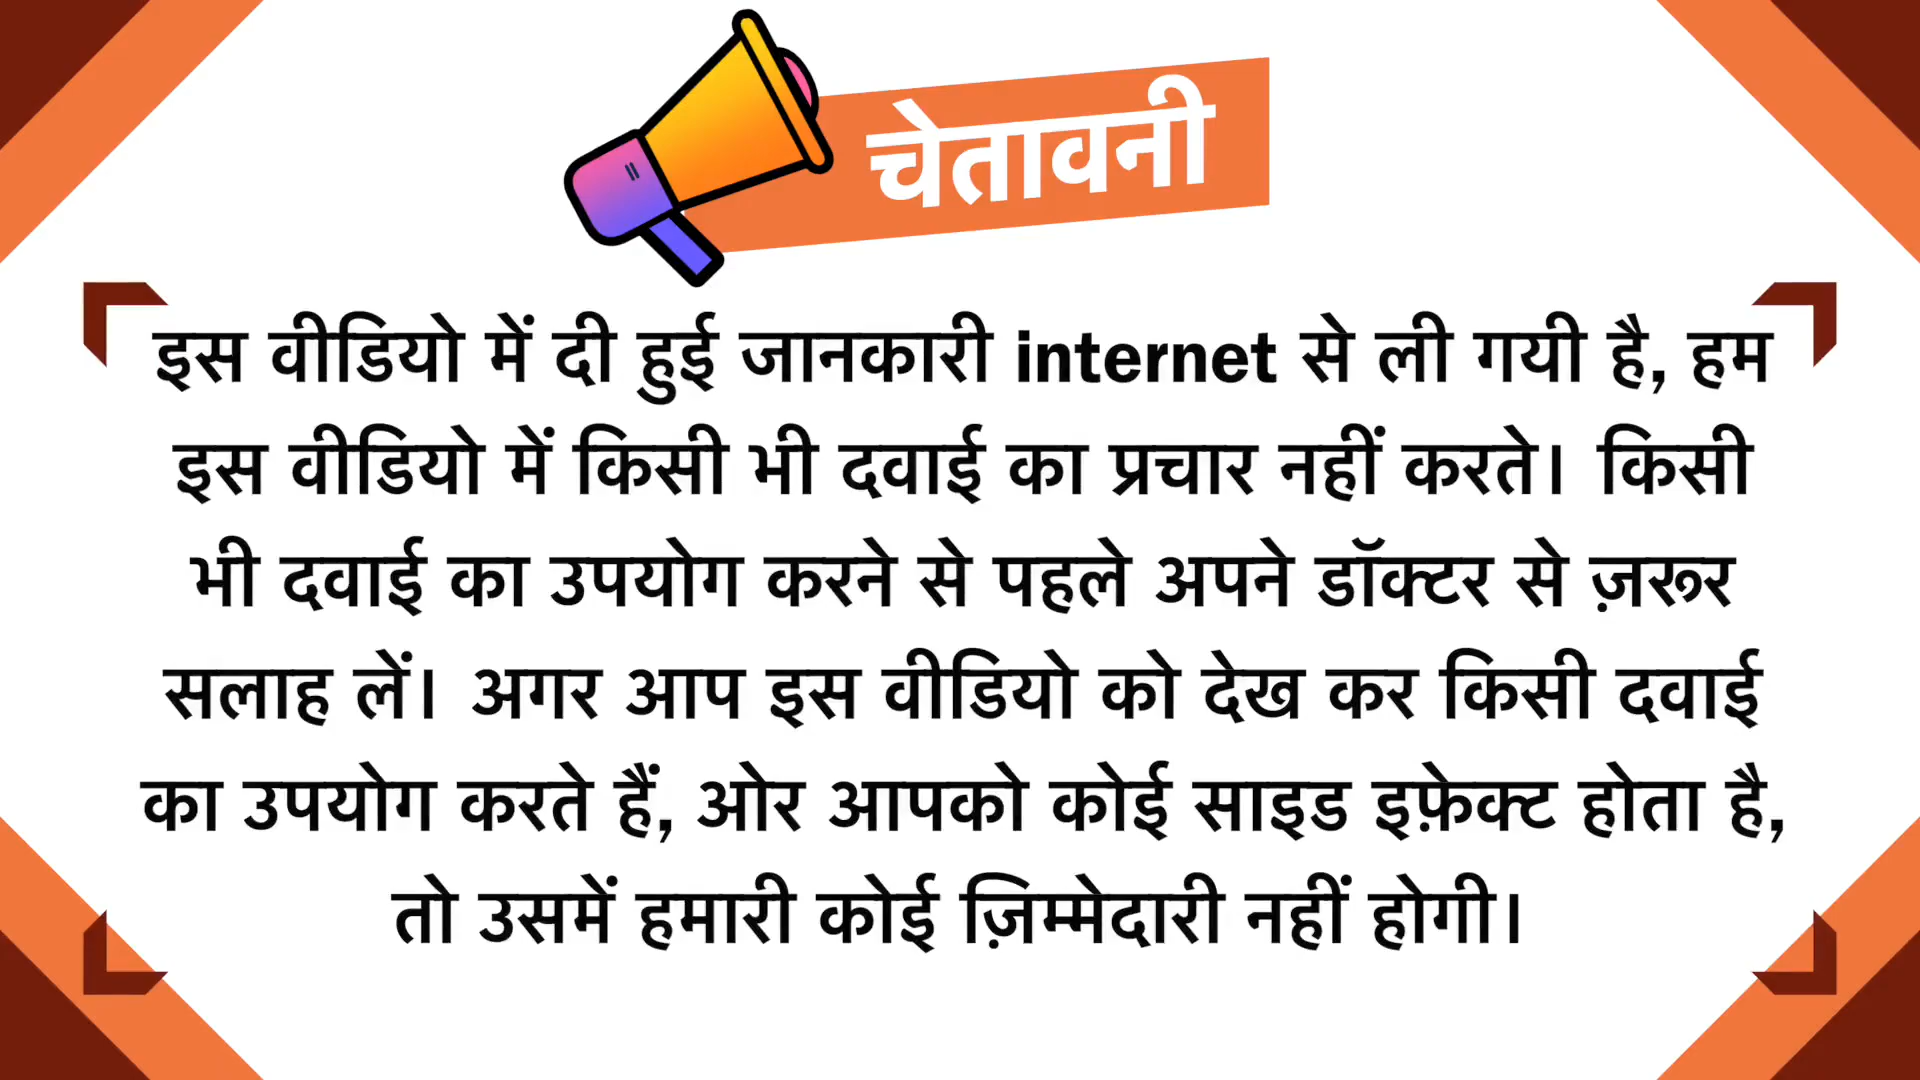 चेतावनी
इस वीडियो में दी हुई जानकारी internet से ली गयी है, हम
इस वीडियो में किसी भी दवाई का प्रचार नहीं करते। किसी
भी दवाई का उपयोग करने से पहले अपने डॉक्टर से ज़रूर
सलाह लें। अगर आप इस वीडियो को देख कर किसी दवाई
का उपयोग करते हैं, ओर आपको कोई साइड इफ़ेक्ट होता है,
तो उसमें हमारी कोई ज़िम्मेदारी नहीं होगी।